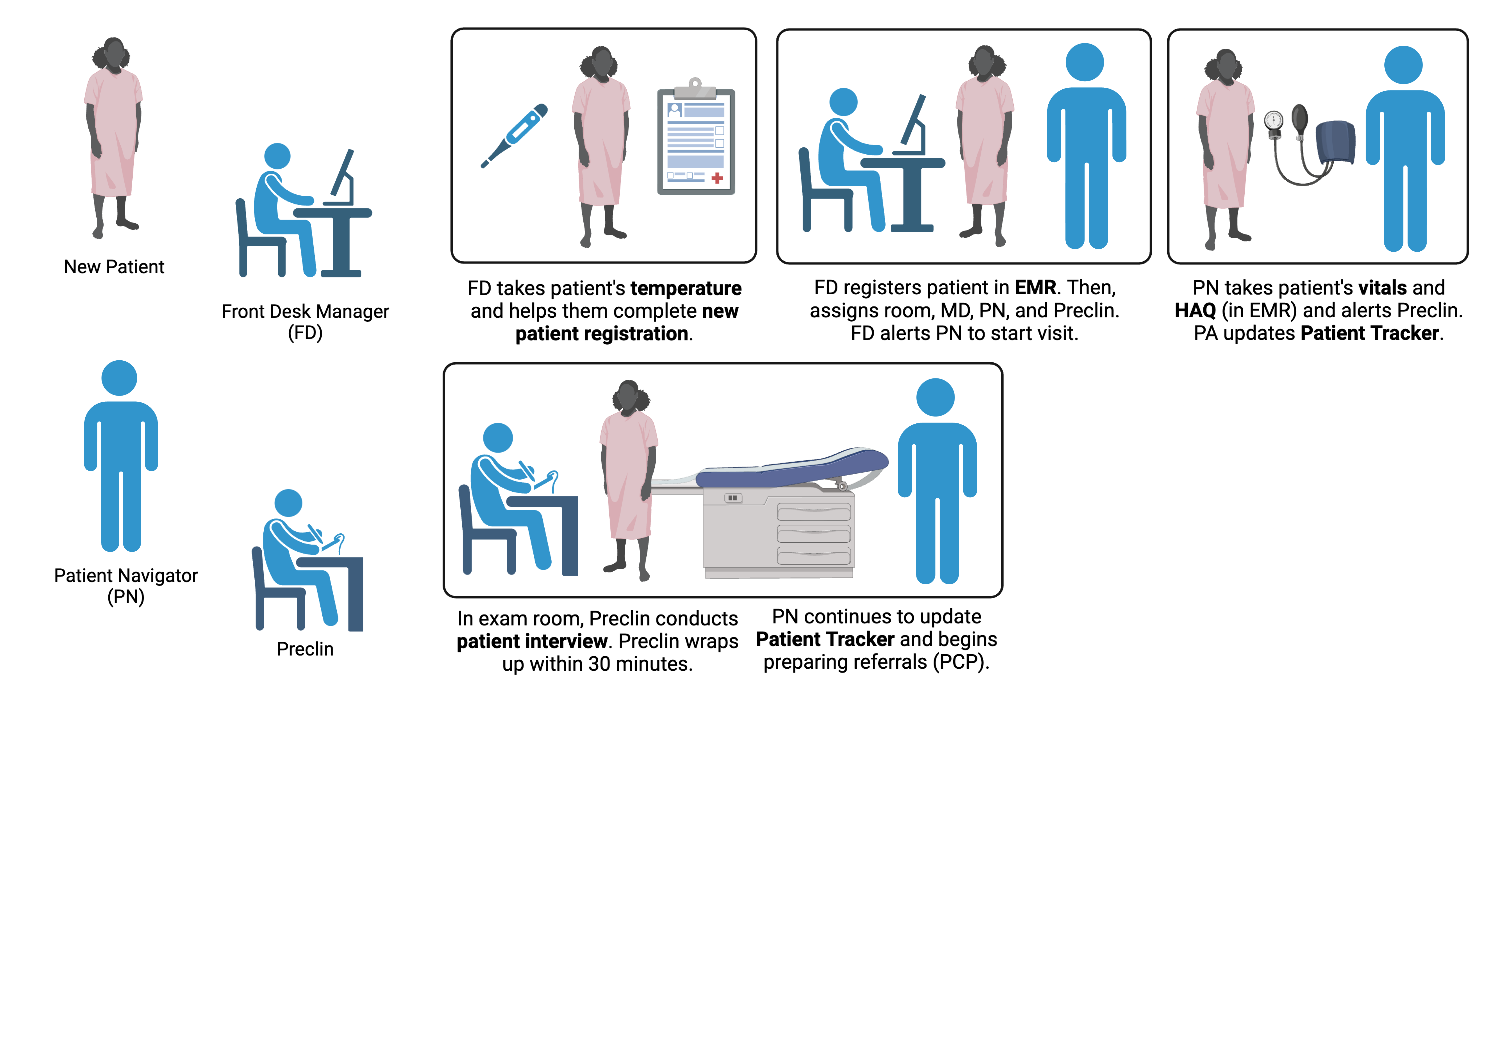 New Patient
Front Desk Manager
(FD)
FD takes patient's temperature
and helps them complete new
patient registration.
FD registers patient in EMR. Then,
assigns room, MD, PN, and Preclin.
FD alerts PN to start visit.
PN takes patient's vitals and
HAQ (in EMR) and alerts Preclin.
PA updates Patient Tracker.
Patient Navigator
(PN)
Preclin
In exam room, Preclin conducts
patient interview. Preclin wraps
up within 30 minutes.
PN continues to update
Patient Tracker and begins
preparing referrals (PCP).